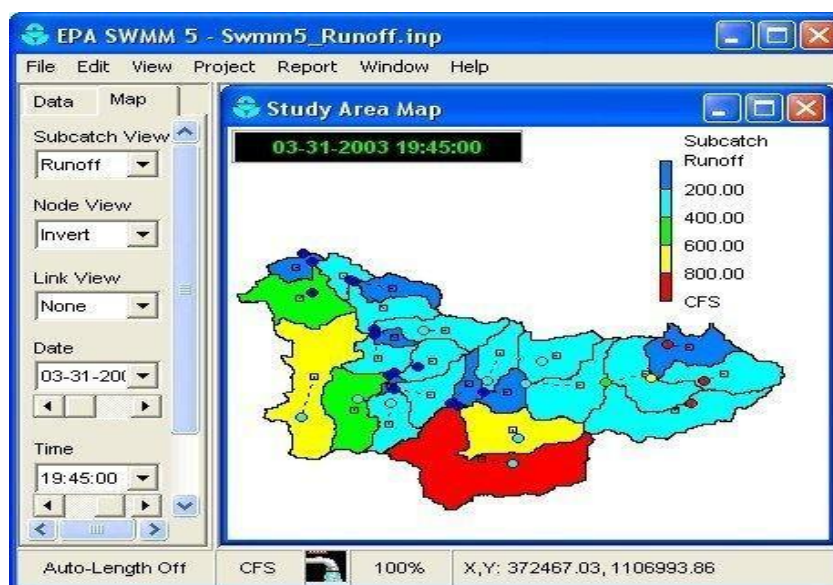 EPA SWMM 5 - Swmm5_Runoff.inp
File Edit View Project Report Window Help
Data Map
Subcatch View
Runoff
Node View
Invert
Link View
None
Date
03-31-200
Time
19:45:00
Study Area Map
03-31-2003 19:45:00
Subcatch
Runoff
200.00
400.00
600.00
800.00
CFS
Auto-Length Off CFS 100% X,Y: 372467.03, 1106993.86